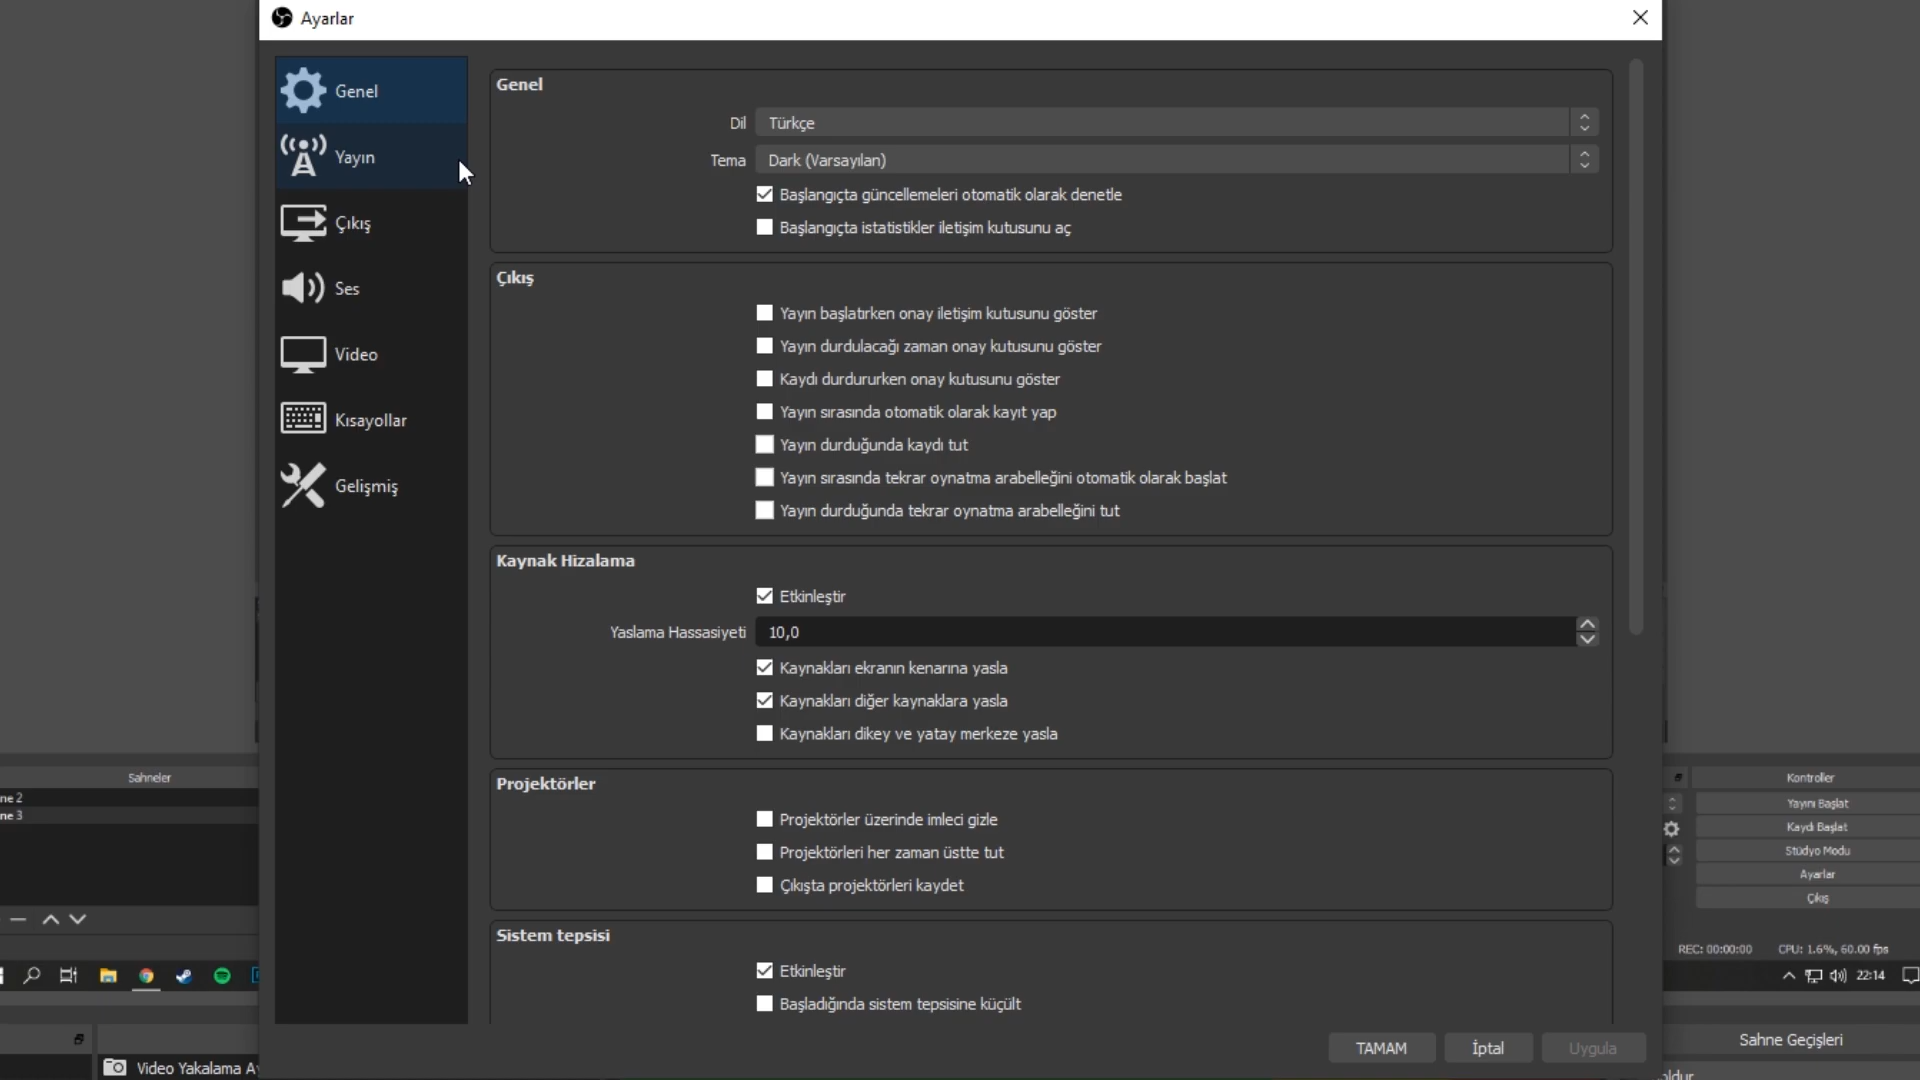 Ayarlar
Genel
Yayın
Çıkış
Ses
Video
Kısayollar
Gelişmiş
Genel
Dil Türkçe
Tema Dark (Varsayılan)
Başlangıçta güncellemeleri otomatik olarak denetle
Başlangıçta istatistikler iletişim kutusunu aç
Çıkış
Yayın başlatırken onay iletişim kutusunu göster
Yayın durdulacağı zaman onay kutusunu göster
Kaydı durdururken onay kutusunu göster
Yayın sırasında otomatik olarak kayıt yap
Yayın durduğunda kaydı tut
Yayın sırasında tekrar oynatma arabelleğini otomatik olarak başlat
Yayın durduğunda tekrar oynatma arabelleğini tut
Kaynak Hizalama
Etkinleştir
Yaslama Hassasiyeti 10,0
Kaynakları ekranın kenarına yasla
Kaynakları diğer kaynaklara yasla
Kaynakları dikey ve yatay merkeze yasla
Projektörler
Projektörler üzerinde imleci gizle
Projektörleri her zaman üstte tut
Çıkışta projektörleri kaydet
Sistem tepsisi
Etkinleştir
Başladığında sistem tepsisine küçült
TAMAM İptal Uygula
Sahneler
ne 2
ne 3
Kontroller
Yayını Başlat
Kaydı Başlat
Stüdyo Modu
Ayarlar
Çıkış
REC: 00:00:00 CPU: 1.6%, 60.00 fps
22:14
Sahne Geçişleri
Video Yakalama